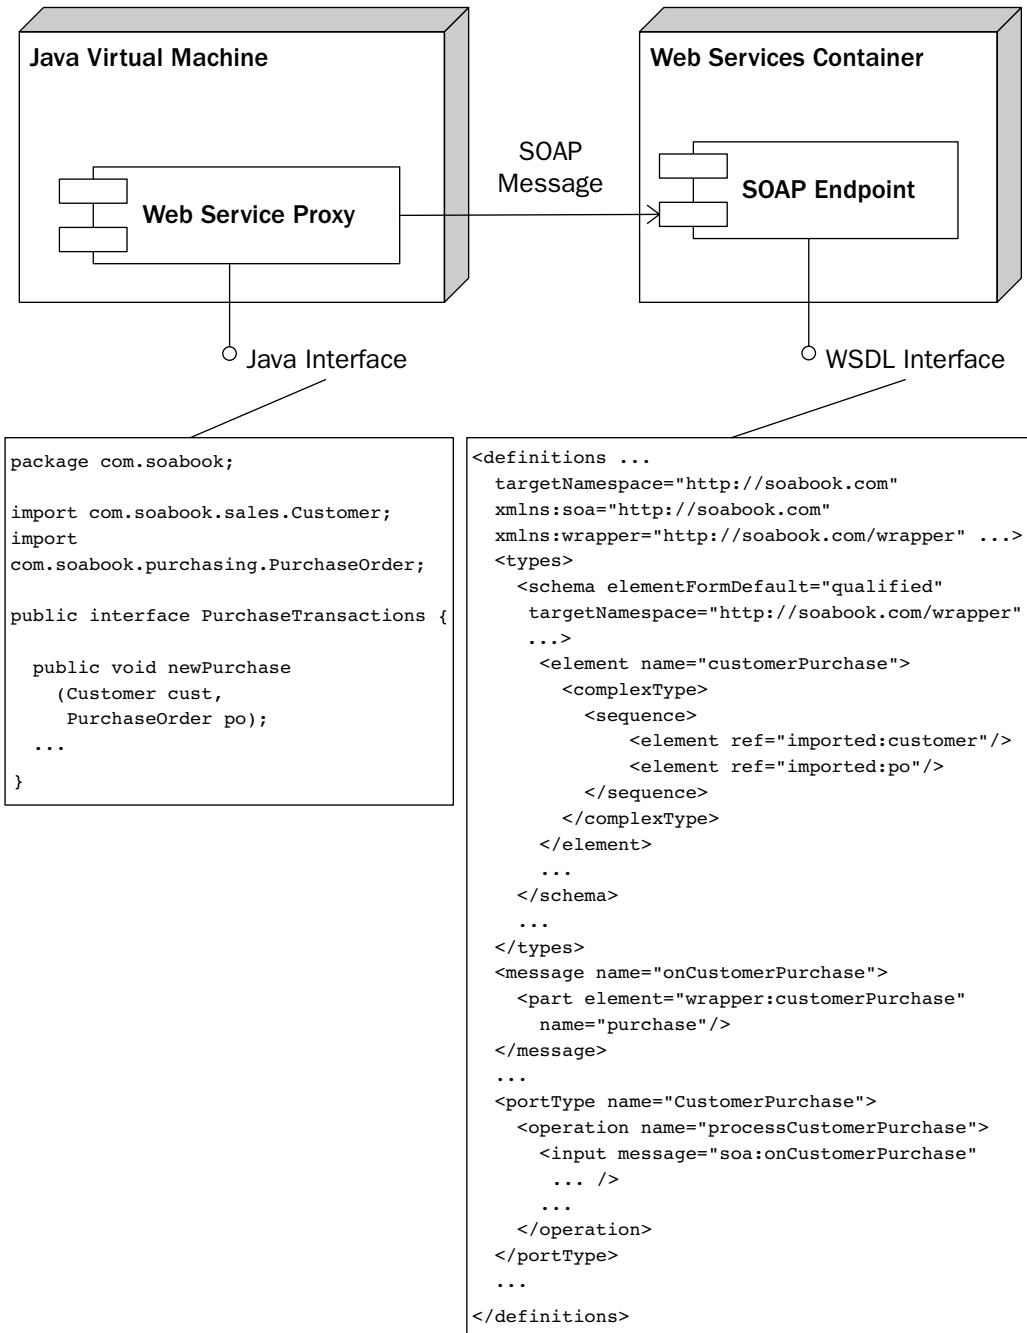 Java Virtual Machine
Web Services Container
SOAP
Message
Web Service Proxy
SOAP Endpoint
Java Interface
WSDL Interface
package com.soabook;
import com.soabook.sales.Customer;
import
com.soabook.purchasing.PurchaseOrder;
public interface PurchaseTransactions {
public void newPurchase
(Customer cust,
PurchaseOrder po);
...
}
<definitions ...
targetNamespace="http://soabook.com"
xmlns:soa="http://soabook.com"
xmlns:wrapper="http://soabook.com/wrapper" ...>
<types>
<schema elementFormDefault="qualified"
targetNamespace="http://soabook.com/wrapper"
...>
<element name="customerPurchase">
<complexType>
<sequence>
<element ref="imported:customer"/>
<element ref="imported:po"/>
</sequence>
</complexType>
</element>
...
</schema>
...
</types>
<message name="onCustomerPurchase">
<part element="wrapper:customerPurchase"
name="purchase"/>
</message>
...
<portType name="CustomerPurchase">
<operation name="processCustomerPurchase">
<input message="soa:onCustomerPurchase"
... />
...
</operation>
</portType>
...
</definitions>